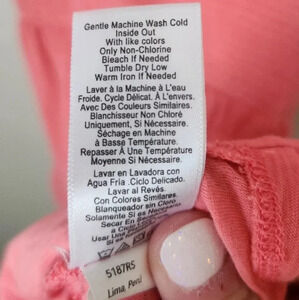 Gentle Machine Wash Cold
Inside Out
With like colors
Only Non-Chlorine
Bleach If Needed
Tumble Dry Low
Warm Iron If Needed
Laver à la Machine à L'eau
Froide. Cycle Délicat. À L'envers.
Avec Des Couleurs Similaires.
Blanchisseur Non Chloré
Uniquement, Si Nécessaire.
Séchage en Machine
à Basse Température.
Repasser À Une Température
Moyenne Si Nécessaire.
Lavar en Lavadora con
Agua Fría .Ciclo Delicado.
Lavar al Revés.
Con Colores Similares.
Blanqueador sin Cloro
Solamente Si es Necesario
a Ciclo
5187R5
Lima, Perú